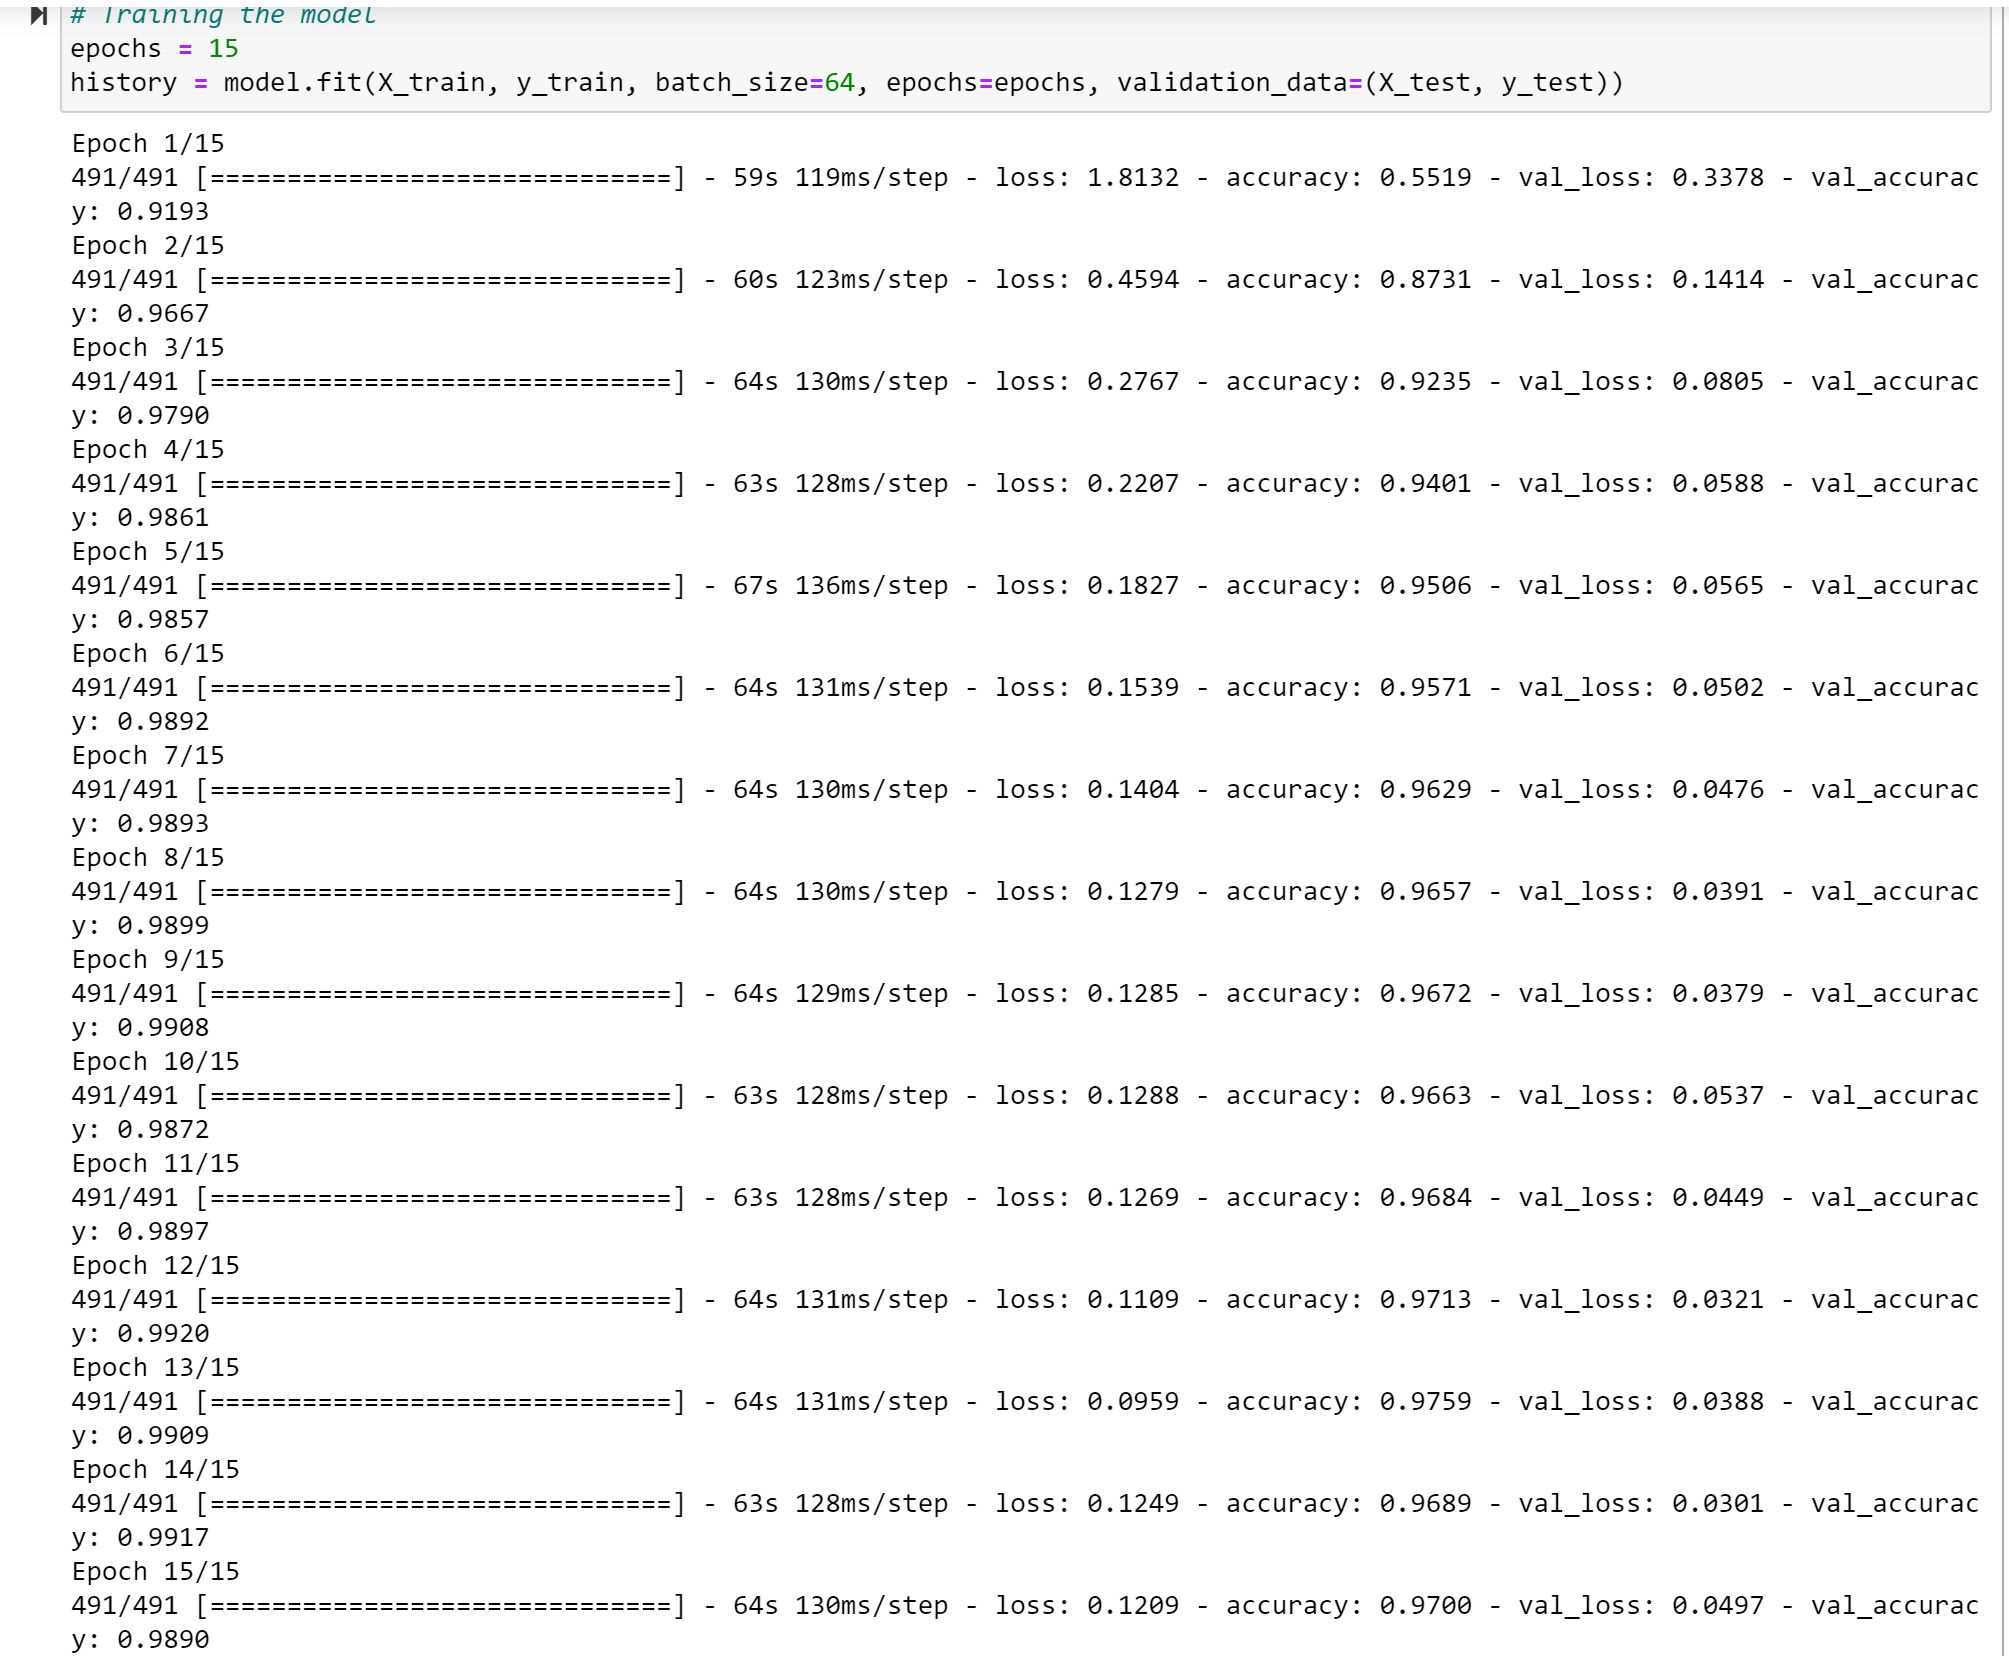 # Training the model
epochs = 15
history = model.fit(X_train, y_train, batch_size=64, epochs=epochs, validation_data=(X_test, y_test))
Epoch 1/15
491/491 [==============================] - 59s 119ms/step - loss: 1.8132 - accuracy: 0.5519 - val_loss: 0.3378 - val_accurac
y: 0.9193
Epoch 2/15
491/491 [==============================] - 60s 123ms/step - loss: 0.4594 - accuracy: 0.8731 - val_loss: 0.1414 - val_accurac
y: 0.9667
Epoch 3/15
491/491 [==============================] - 64s 130ms/step - loss: 0.2767 - accuracy: 0.9235 - val_loss: 0.0805 - val_accurac
y: 0.9790
Epoch 4/15
491/491 [==============================] - 63s 128ms/step - loss: 0.2207 - accuracy: 0.9401 - val_loss: 0.0588 - val_accurac
y: 0.9861
Epoch 5/15
491/491 [==============================] - 67s 136ms/step - loss: 0.1827 - accuracy: 0.9506 - val_loss: 0.0565 - val_accurac
y: 0.9857
Epoch 6/15
491/491 [==============================] - 64s 131ms/step - loss: 0.1539 - accuracy: 0.9571 - val_loss: 0.0502 - val_accurac
y: 0.9892
Epoch 7/15
491/491 [==============================] - 64s 130ms/step - loss: 0.1404 - accuracy: 0.9629 - val_loss: 0.0476 - val_accurac
y: 0.9893
Epoch 8/15
491/491 [==============================] - 64s 130ms/step - loss: 0.1279 - accuracy: 0.9657 - val_loss: 0.0391 - val_accurac
y: 0.9899
Epoch 9/15
491/491 [==============================] - 64s 129ms/step - loss: 0.1285 - accuracy: 0.9672 - val_loss: 0.0379 - val_accurac
y: 0.9908
Epoch 10/15
491/491 [==============================] - 63s 128ms/step - loss: 0.1288 - accuracy: 0.9663 - val_loss: 0.0537 - val_accurac
y: 0.9872
Epoch 11/15
491/491 [==============================] - 63s 128ms/step - loss: 0.1269 - accuracy: 0.9684 - val_loss: 0.0449 - val_accurac
y: 0.9897
Epoch 12/15
491/491 [==============================] - 64s 131ms/step - loss: 0.1109 - accuracy: 0.9713 - val_loss: 0.0321 - val_accurac
y: 0.9920
Epoch 13/15
491/491 [==============================] - 64s 131ms/step - loss: 0.0959 - accuracy: 0.9759 - val_loss: 0.0388 - val_accurac
y: 0.9909
Epoch 14/15
491/491 [==============================] - 63s 128ms/step - loss: 0.1249 - accuracy: 0.9689 - val_loss: 0.0301 - val_accurac
y: 0.9917
Epoch 15/15
491/491 [==============================] - 64s 130ms/step - loss: 0.1209 - accuracy: 0.9700 - val_loss: 0.0497 - val_accurac
y: 0.9890